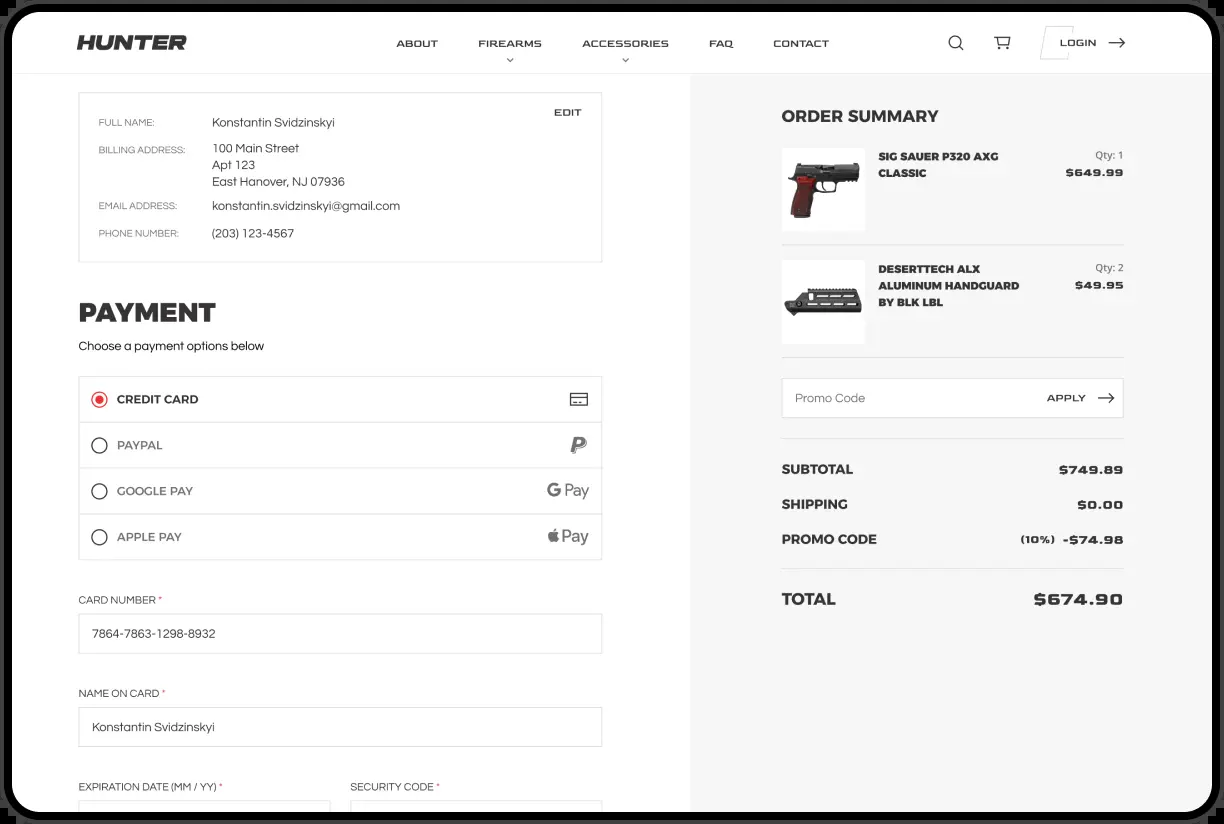 HUNTER
ABOUT
FIREARMS
ACCESSORIES
FAQ
CONTACT
LOGIN
EDIT
FULL NAME: Konstantin Svidzinskyi
BILLING ADDRESS: 100 Main Street
Apt 123
East Hanover, NJ 07936
EMAIL ADDRESS: konstantin.svidzinskyi@gmail.com
PHONE NUMBER: (203) 123-4567
PAYMENT
Choose a payment options below
CREDIT CARD
PAYPAL
GOOGLE PAY G Pay
APPLE PAY Pay
CARD NUMBER *
7864-7863-1298-8932
NAME ON CARD *
Konstantin Svidzinskyi
EXPIRATION DATE (MM / YY) *
SECURITY CODE *
ORDER SUMMARY
SIG SAUER P320 AXG
CLASSIC
Qty: 1
$649.99
DESERTTECH ALX
ALUMINUM HANDGUARD
BY BLK LBL
Qty: 2
$49.95
Promo Code APPLY
SUBTOTAL $749.89
SHIPPING $0.00
PROMO CODE (10%) -$74.98
TOTAL $674.90